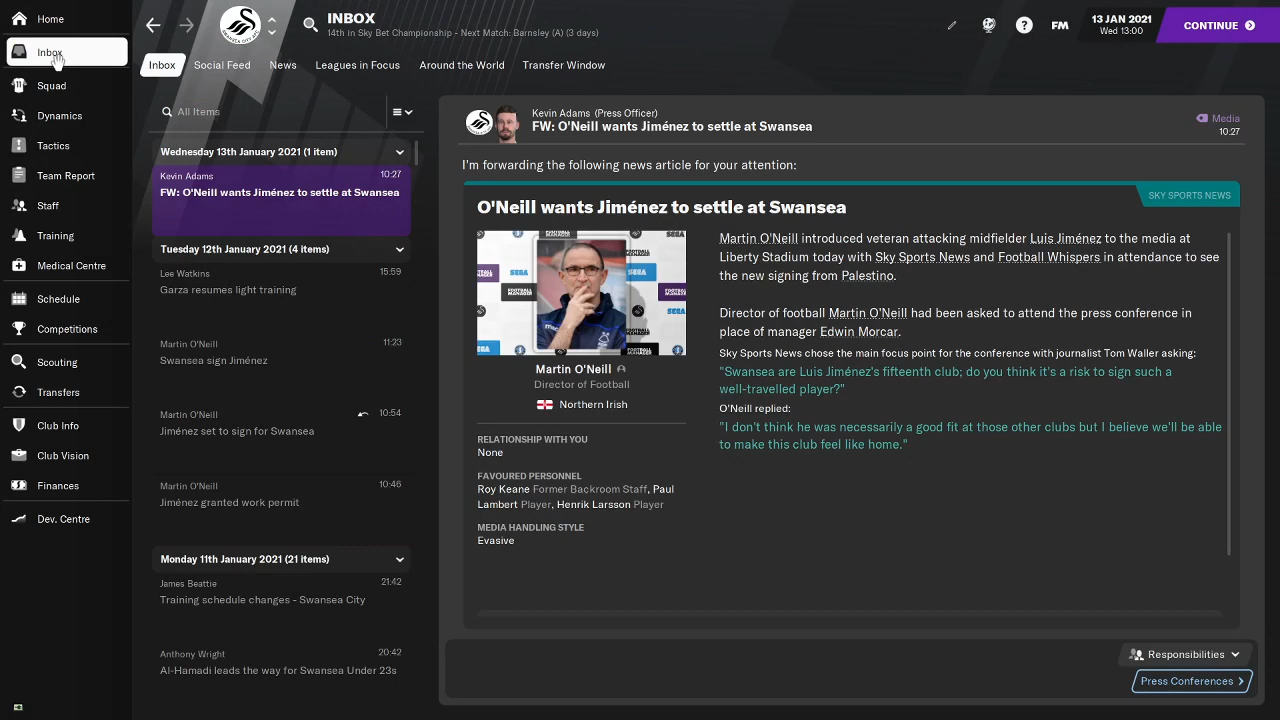 Home
Inbox
Squad
Dynamics
Tactics
Team Report
Staff
Training
Medical Centre
Schedule
Competitions
Scouting
Transfers
Club Info
Club Vision
Finances
Dev. Centre
INBOX
14th in Sky Bet Championship - Next Match: Barnsley (A) (3 days)
FM
13 JAN 2021
Wed 13:00
CONTINUE
Inbox
Social Feed
News
Leagues in Focus
Around the World
Transfer Window
All Items
Wednesday 13th January 2021 (1 item)
Kevin Adams 10:27
FW: O'Neill wants Jiménez to settle at Swansea
Tuesday 12th January 2021 (4 items)
Lee Watkins 15:59
Garza resumes light training
Martin O'Neill 11:23
Swansea sign Jiménez
Martin O'Neill 10:54
Jiménez set to sign for Swansea
Martin O'Neill 10:46
Jiménez granted work permit
Monday 11th January 2021 (21 items)
James Beattie 21:42
Training schedule changes - Swansea City
Anthony Wright 20:42
Al-Hamadi leads the way for Swansea Under 23s
Kevin Adams (Press Officer)
FW: O'Neill wants Jiménez to settle at Swansea
Media
10:27
I'm forwarding the following news article for your attention:
SKY SPORTS NEWS
O'Neill wants Jiménez to settle at Swansea
Martin O'Neill
Director of Football
Northern Irish
RELATIONSHIP WITH YOU
None
FAVOURED PERSONNEL
Roy Keane Former Backroom Staff, Paul
Lambert Player, Henrik Larsson Player
MEDIA HANDLING STYLE
Evasive
Martin O'Neill introduced veteran attacking midfielder Luis Jiménez to the media at
Liberty Stadium today with Sky Sports News and Football Whispers in attendance to see
the new signing from Palestino.
Director of football Martin O'Neill had been asked to attend the press conference in
place of manager Edwin Morcar.
Sky Sports News chose the main focus point for the conference with journalist Tom Waller asking:
"Swansea are Luis Jiménez's fifteenth club; do you think it's a risk to sign such a
well-travelled player?"
O'Neill replied:
"I don't think he was necessarily a good fit at those other clubs but I believe we'll be able
to make this club feel like home."
Responsibilities
Press Conferences